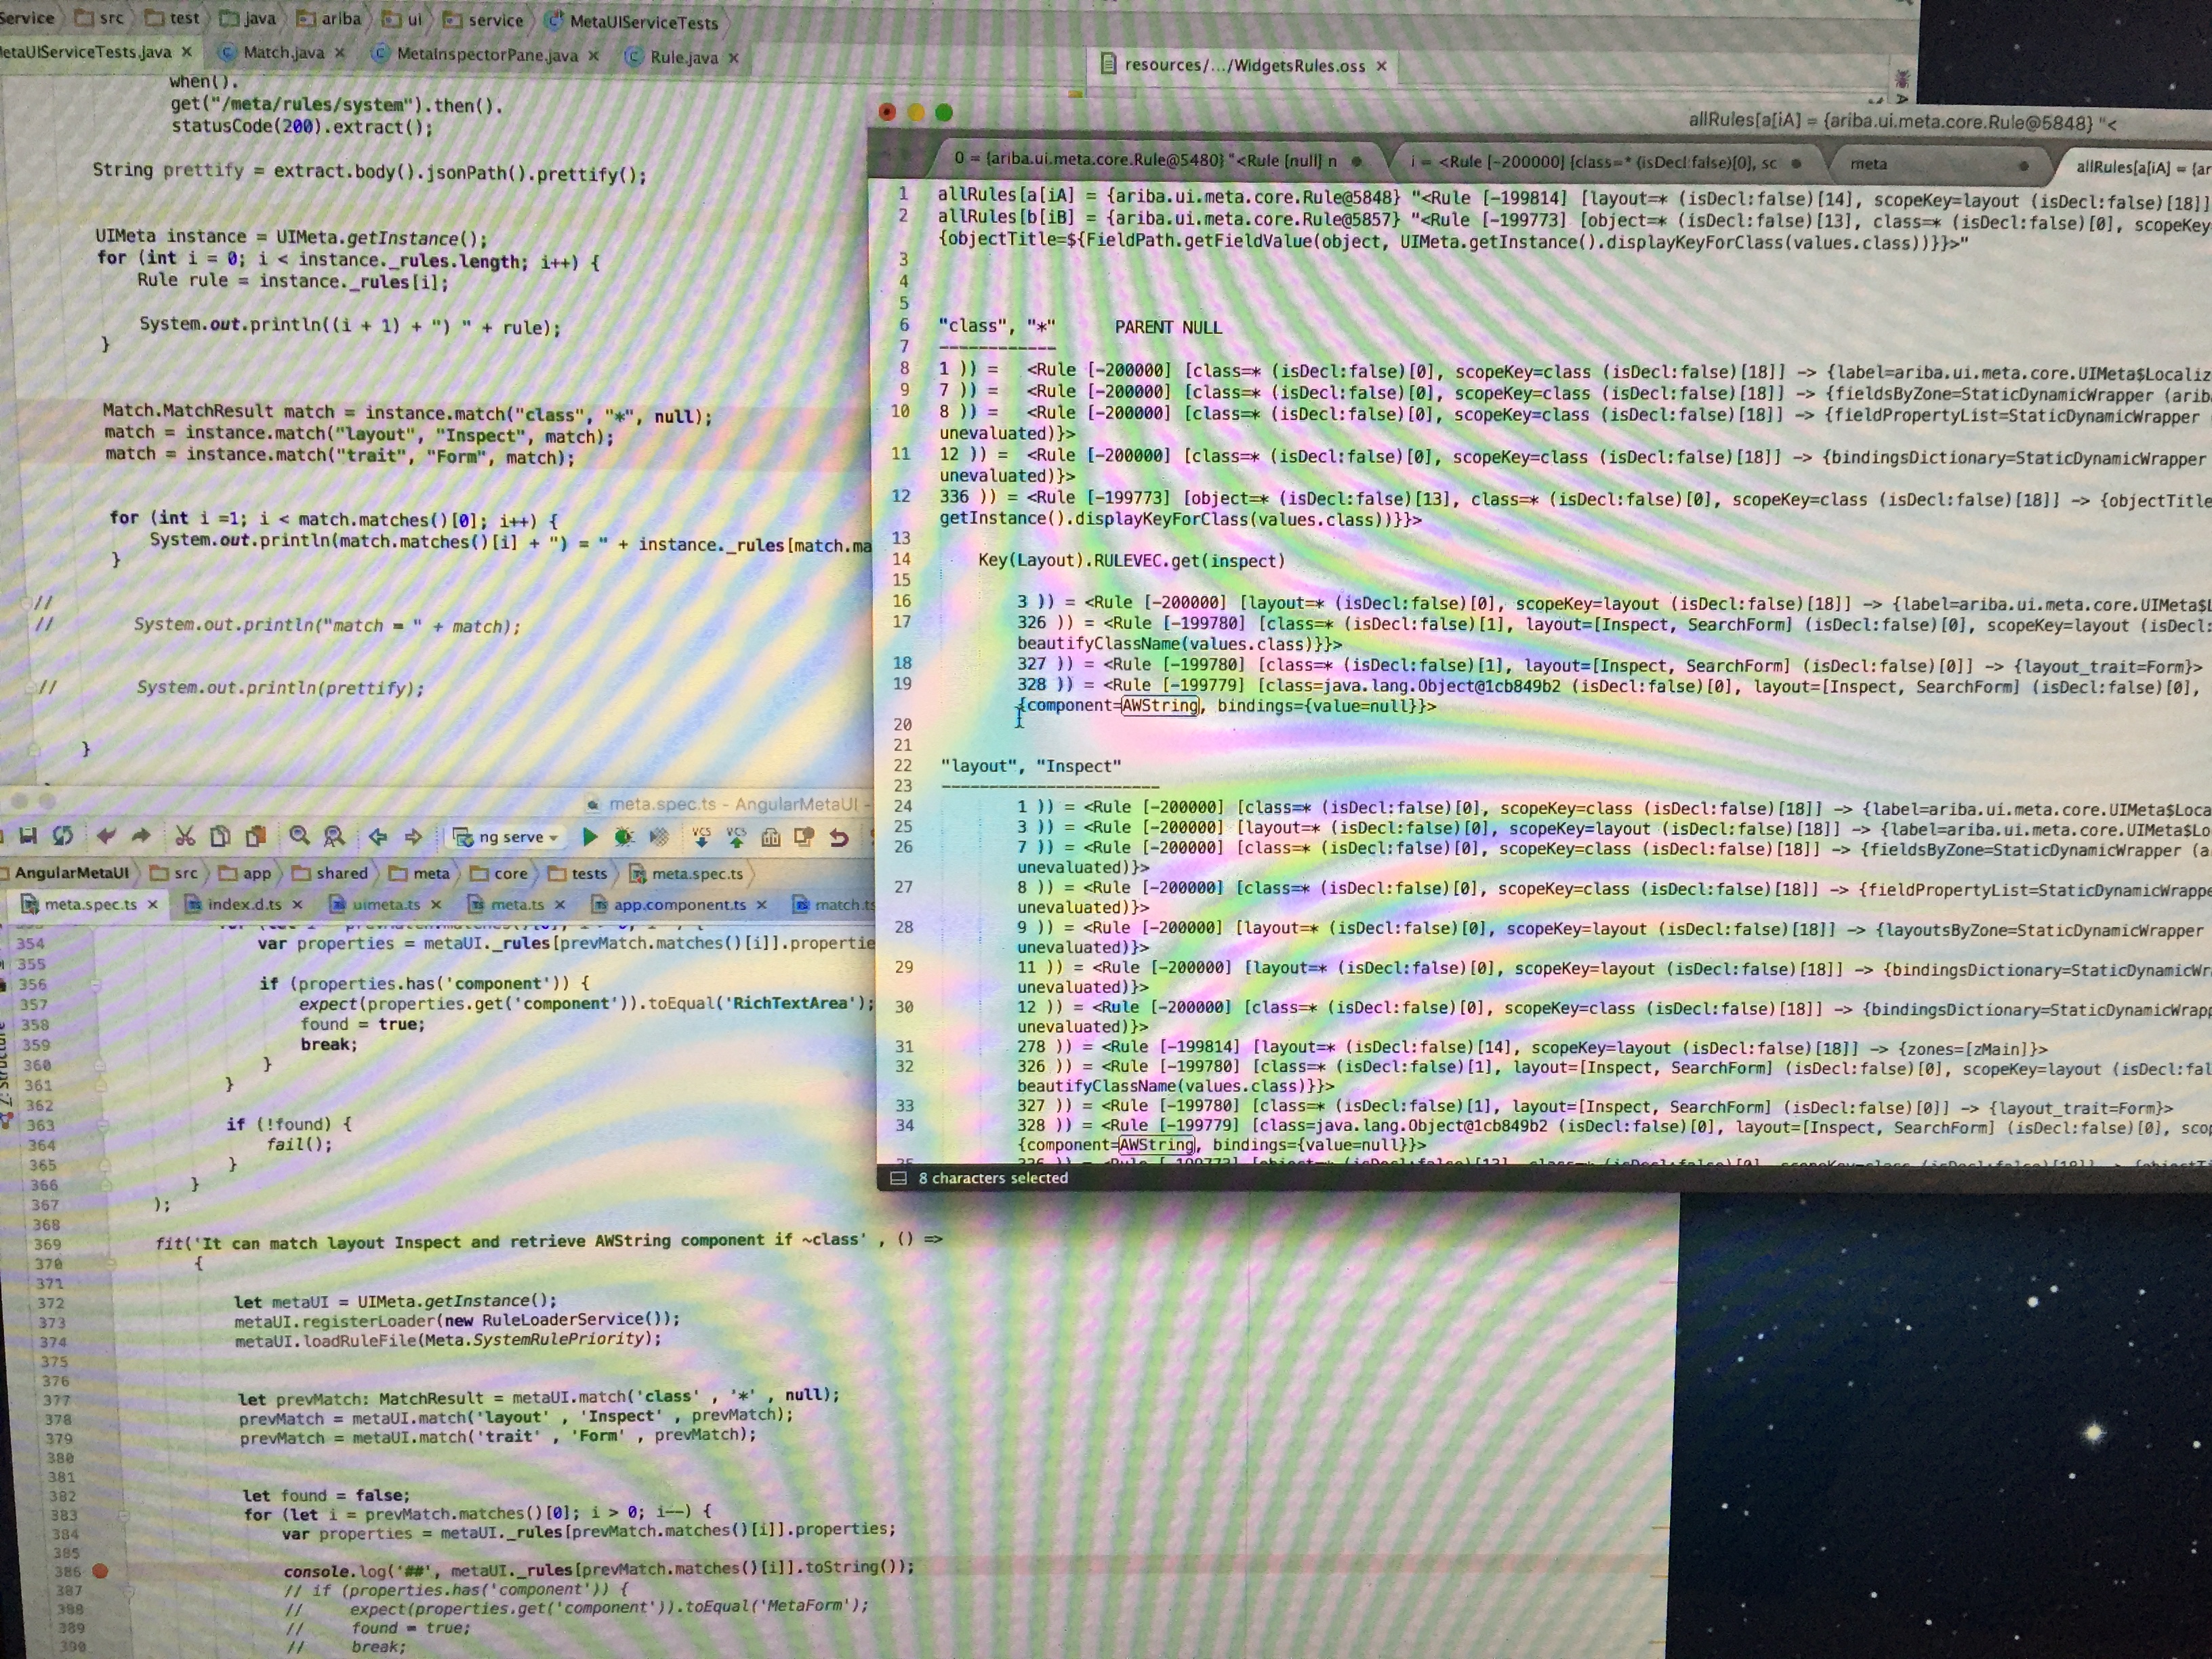 Service src test java ariba ui service MetaUIServiceTests
etaUIServiceTests.java × Match.java × MetaInspectorPane.java × Rule.java ×
when().
get("/meta/rules/system").then().
statusCode(200).extract();
String prettify = extract.body().jsonPath().prettify();
UIMeta instance = UIMeta.getInstance();
for (int i = 0; i < instance._rules.length; i++) {
Rule rule = instance._rules[i];
System.out.println((i + 1) + ") " + rule);
}
Match.MatchResult match = instance.match("class", "*", null);
match = instance.match("layout", "Inspect", match);
match = instance.match("trait", "Form", match);
for (int i =1; i < match.matches()[0]; i++) {
System.out.println(match.matches()[i] + ") = " + instance._rules[match.ma
}
//
// System.out.println("match = " + match);
// System.out.println(prettify);
}
resources/.../WidgetsRules.oss ×
allRules[a[iA] = {ariba.ui.meta.core.Rule@5848} "<
0 = {ariba.ui.meta.core.Rule@5480} "<Rule [null] n i = <Rule [-200000] [class=* (isDecl:false)[0], sc meta allRules[a[iA] = {ar
1 allRules[a[iA] = {ariba.ui.meta.core.Rule@5848} "<Rule [-199814] [layout=* (isDecl:false)[14], scopeKey=layout (isDecl:false)[18]]
2 allRules[b[iB] = {ariba.ui.meta.core.Rule@5857} "<Rule [-199773] [object=* (isDecl:false)[13], class=* (isDecl:false)[0], scopeKey
{objectTitle=${FieldPath.getFieldValue(object, UIMeta.getInstance().displayKeyForClass(values.class))}}>"
3
4
5
6 "class", "*" PARENT NULL
7 ------------
8 1 )) = <Rule [-200000] [class=* (isDecl:false)[0], scopeKey=class (isDecl:false)[18]] -> {label=ariba.ui.meta.core.UIMeta$Localiz
9 7 )) = <Rule [-200000] [class=* (isDecl:false)[0], scopeKey=class (isDecl:false)[18]] -> {fieldsByZone=StaticDynamicWrapper (arib
10 8 )) = <Rule [-200000] [class=* (isDecl:false)[0], scopeKey=class (isDecl:false)[18]] -> {fieldPropertyList=StaticDynamicWrapper
unevaluated)}>
11 12 )) = <Rule [-200000] [class=* (isDecl:false)[0], scopeKey=class (isDecl:false)[18]] -> {bindingsDictionary=StaticDynamicWrapper
unevaluated)}>
12 336 )) = <Rule [-199773] [object=* (isDecl:false)[13], class=* (isDecl:false)[0], scopeKey=class (isDecl:false)[18]] -> {objectTitle
getInstance().displayKeyForClass(values.class))}}>
13
14 Key(Layout).RULEVEC.get(inspect)
15
16 3 )) = <Rule [-200000] [layout=* (isDecl:false)[0], scopeKey=layout (isDecl:false)[18]] -> {label=ariba.ui.meta.core.UIMeta$L
17 326 )) = <Rule [-199780] [class=* (isDecl:false)[1], layout=[Inspect, SearchForm] (isDecl:false)[0], scopeKey=layout (isDecl:
beautifyClassName(values.class)}}>
18 327 )) = <Rule [-199780] [class=* (isDecl:false)[1], layout=[Inspect, SearchForm] (isDecl:false)[0]] -> {layout_trait=Form}>
19 328 )) = <Rule [-199779] [class=java.lang.Object@1cb849b2 (isDecl:false)[0], layout=[Inspect, SearchForm] (isDecl:false)[0],
{component=AWString, bindings={value=null}}>
20
21
22 "layout", "Inspect"
23 -----------------------
24 1 )) = <Rule [-200000] [class=* (isDecl:false)[0], scopeKey=class (isDecl:false)[18]] -> {label=ariba.ui.meta.core.UIMeta$Loca
25 3 )) = <Rule [-200000] [layout=* (isDecl:false)[0], scopeKey=layout (isDecl:false)[18]] -> {label=ariba.ui.meta.core.UIMeta$Lo
26 7 )) = <Rule [-200000] [class=* (isDecl:false)[0], scopeKey=class (isDecl:false)[18]] -> {fieldsByZone=StaticDynamicWrapper (a
unevaluated)}>
27 8 )) = <Rule [-200000] [class=* (isDecl:false)[0], scopeKey=class (isDecl:false)[18]] -> {fieldPropertyList=StaticDynamicWrappe
unevaluated)}>
28 9 )) = <Rule [-200000] [layout=* (isDecl:false)[0], scopeKey=layout (isDecl:false)[18]] -> {layoutsByZone=StaticDynamicWrapper
unevaluated)}>
29 11 )) = <Rule [-200000] [layout=* (isDecl:false)[0], scopeKey=layout (isDecl:false)[18]] -> {bindingsDictionary=StaticDynamicWr
unevaluated)}>
30 12 )) = <Rule [-200000] [class=* (isDecl:false)[0], scopeKey=class (isDecl:false)[18]] -> {bindingsDictionary=StaticDynamicWrap
unevaluated)}>
31 278 )) = <Rule [-199814] [layout=* (isDecl:false)[14], scopeKey=layout (isDecl:false)[18]] -> {zones=[zMain]}>
32 326 )) = <Rule [-199780] [class=* (isDecl:false)[1], layout=[Inspect, SearchForm] (isDecl:false)[0], scopeKey=layout (isDecl:fal
beautifyClassName(values.class)}}>
33 327 )) = <Rule [-199780] [class=* (isDecl:false)[1], layout=[Inspect, SearchForm] (isDecl:false)[0]] -> {layout_trait=Form}>
34 328 )) = <Rule [-199779] [class=java.lang.Object@1cb849b2 (isDecl:false)[0], layout=[Inspect, SearchForm] (isDecl:false)[0], sco
{component=AWString, bindings={value=null}}>
8 characters selected
meta.spec.ts - AngularMetaUI -
ng serve
AngularMetaUI src app shared meta core tests meta.spec.ts
meta.spec.ts × index.d.ts × uimeta.ts × meta.ts × app.component.ts × match.ts
Z: Structure
354 var properties = metaUI._rules[prevMatch.matches()[i]].propertie
355
356 if (properties.has('component')) {
357 expect(properties.get('component')).toEqual('RichTextArea');
358 found = true;
359 break;
360 }
361 }
362
363 if (!found) {
364 fail();
365 }
366 }
367 );
368
369 fit('It can match layout Inspect and retrieve AWString component if ~class' , () =>
370 {
371
372 let metaUI = UIMeta.getInstance();
373 metaUI.registerLoader(new RuleLoaderService());
374 metaUI.loadRuleFile(Meta.SystemRulePriority);
375
376
377 let prevMatch: MatchResult = metaUI.match('class' , '*' , null);
378 prevMatch = metaUI.match('layout' , 'Inspect' , prevMatch);
379 prevMatch = metaUI.match('trait' , 'Form' , prevMatch);
380
381
382 let found = false;
383 for (let i = prevMatch.matches()[0]; i > 0; i--) {
384 var properties = metaUI._rules[prevMatch.matches()[i]].properties;
385
386 console.log('##', metaUI._rules[prevMatch.matches()[i]].toString());
387 // if (properties.has('component')) {
388 // expect(properties.get('component')).toEqual('MetaForm');
389 // found = true;
390 // break;